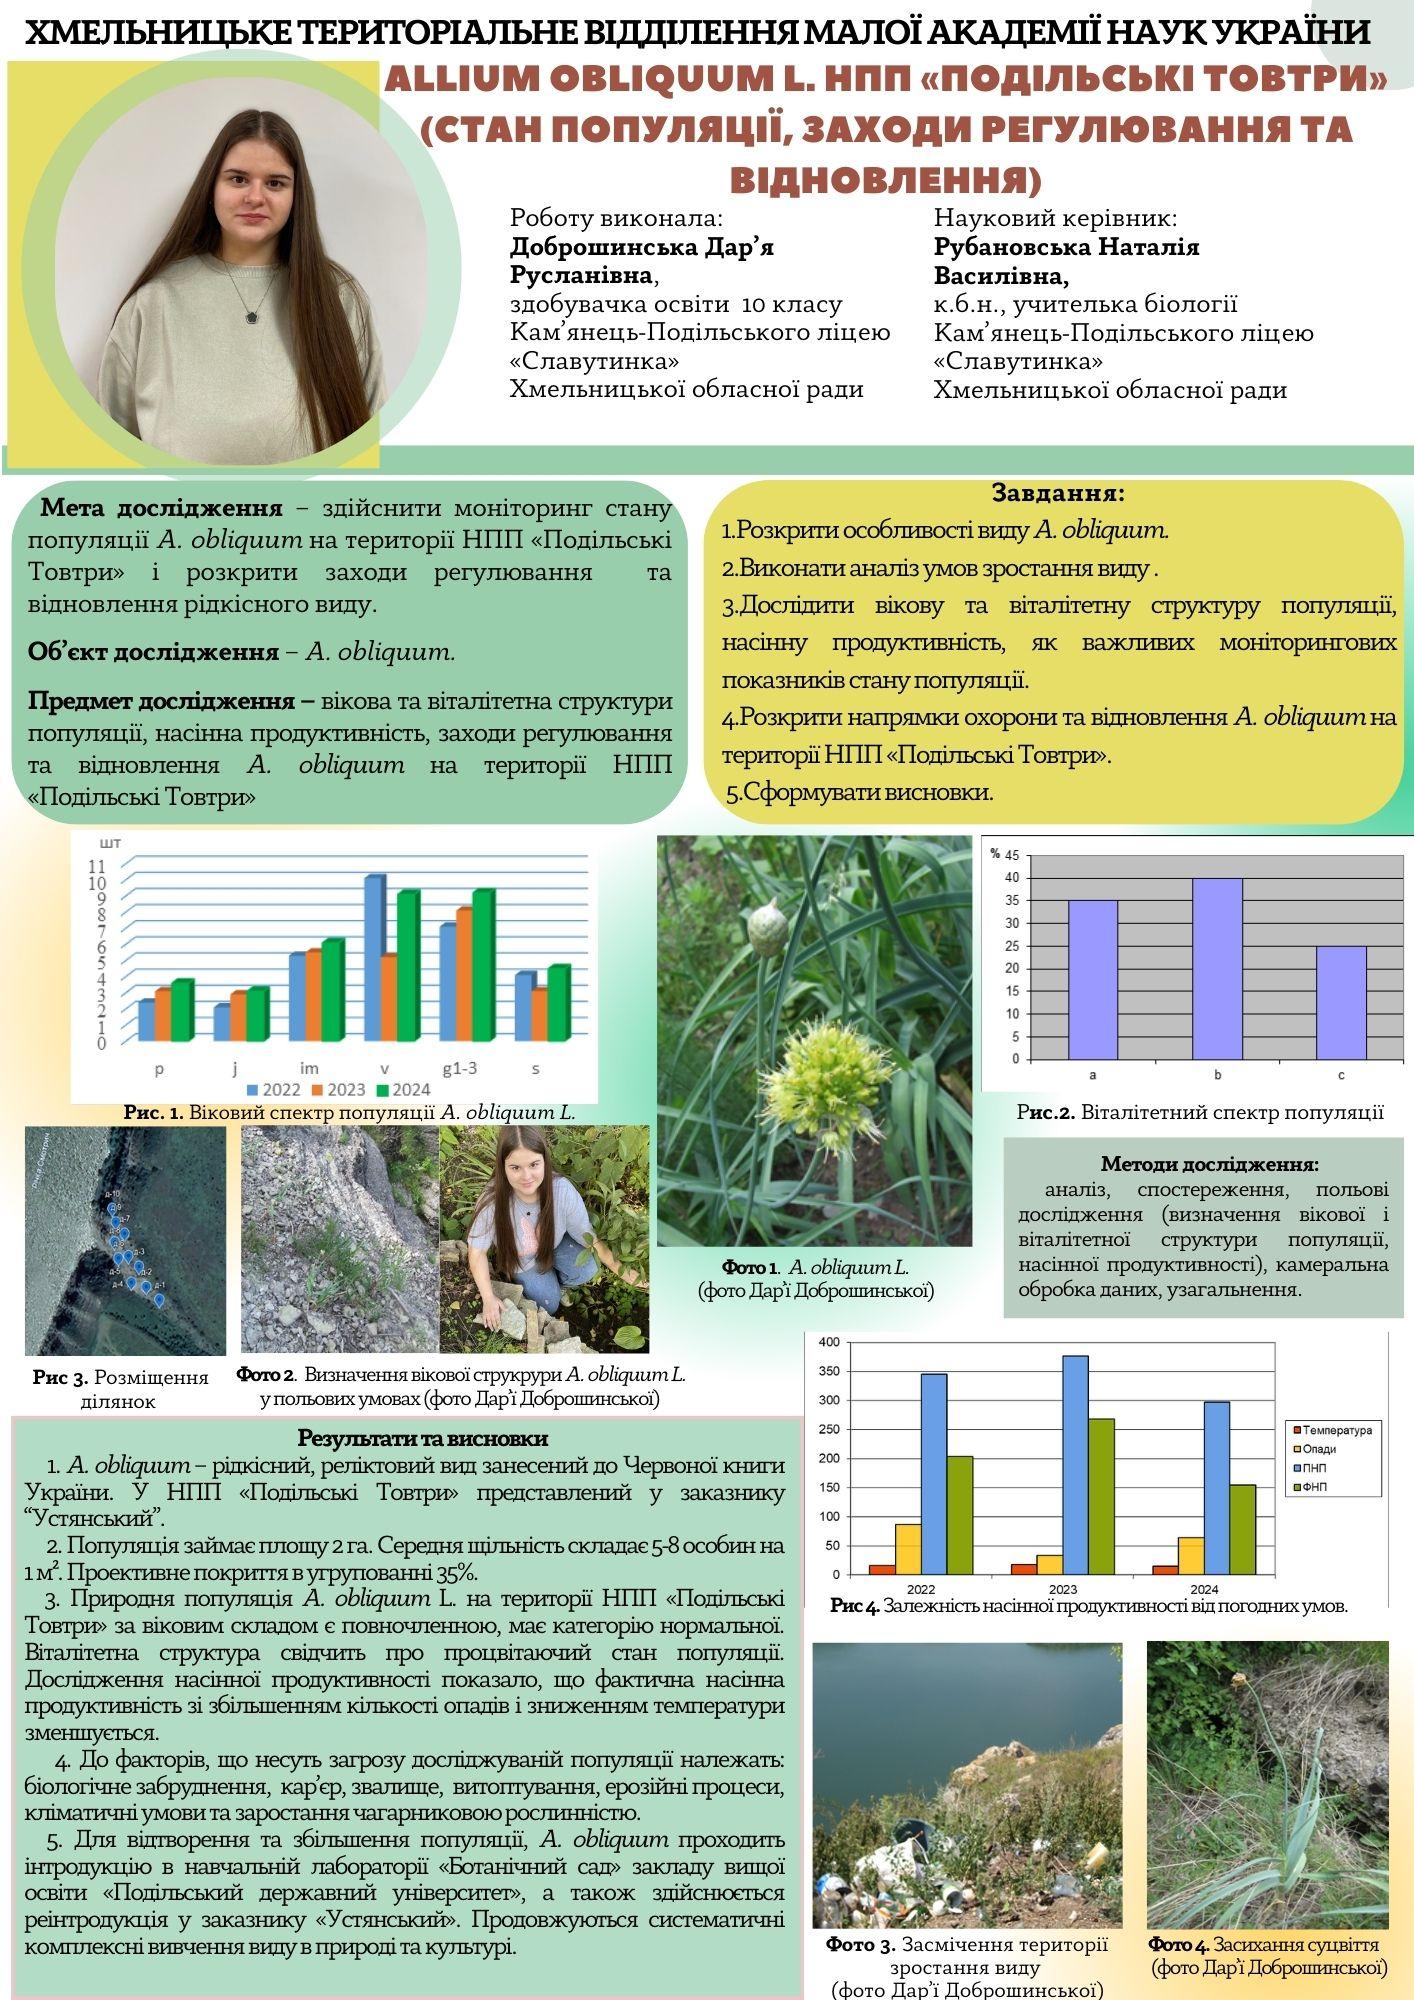 ХМЕЛЬНИЦЬКЕ ТЕРИТОРІАЛЬНЕ ВІДДІЛЕННЯ МАЛОЇ АКАДЕМІЇ НАУК УКРАЇНИ
ALLIUM OBLIQUUM L. НПП «ПОДІЛЬСЬКІ ТОВТРИ»
(СТАН ПОПУЛЯЦІЇ, ЗАХОДИ РЕГУЛЮВАННЯ ТА
ВІДНОВЛЕННЯ)
Роботу виконала:
Доброшинська Дар’я
Русланівна,
здобувачка освіти 10 класу
Кам’янець-Подільського ліцею
«Славутинка»
Хмельницької обласної ради
Науковий керівник:
Рубановська Наталія
Василівна,
к.б.н., учителька біології
Кам’янець-Подільського ліцею
«Славутинка»
Хмельницької обласної ради
Мета дослідження – здійснити моніторинг стану
популяції A. obliquum на території НПП «Подільські
Товтри» і розкрити заходи регулювання та
відновлення рідкісного виду.
Об’єкт дослідження – A. obliquum.
Предмет дослідження – вікова та віталітетна структури
популяції, насінна продуктивність, заходи регулювання
та відновлення A. obliquum на території НПП
«Подільські Товтри»
Завдання:
1.Розкрити особливості виду A. obliquum.
2.Виконати аналіз умов зростання виду .
3.Дослідити вікову та віталітетну структуру популяції,
насінну продуктивність, як важливих моніторингових
показників стану популяції.
4.Розкрити напрямки охорони та відновлення A. obliquum на
території НПП «Подільські Товтри».
5.Сформувати висновки.
шт
11
10
9
8
7
6
5
4
3
2
1
0
p j im v g1-3 s
2022 2023 2024
Рис. 1. Віковий спектр популяції A. obliquum L.
% 45
40
35
30
25
20
15
10
5
0
a b c
Рис.2. Віталітетний спектр популяції
Річка Смотрич
д-10
д-9
д-7
д-3
д-2
д-5
д-4
д-1
Рис 3. Розміщення
ділянок
Фото 2. Визначення вікової струкрури A. obliquum L.
у польових умовах (фото Дар’ї Доброшинської)
Фото 1. A. obliquum L.
(фото Дар’ї Доброшинської)
Методи дослідження:
аналіз, спостереження, польові
дослідження (визначення вікової і
віталітетної структури популяції,
насінної продуктивності), камеральна
обробка даних, узагальнення.
400
350
300
250
200
150
100
50
0
2022 2023 2024
Температура
Опади
ПНП
ФНП
Рис 4. Залежність насінної продуктивності від погодних умов.
Результати та висновки
1. A. obliquum – рідкісний, реліктовий вид занесений до Червоної книги
України. У НПП «Подільські Товтри» представлений у заказнику
“Устянський”.
2. Популяція займає площу 2 га. Середня щільність складає 5-8 особин на
1 м². Проективне покриття в угрупованні 35%.
3. Природня популяція A. obliquum L. на території НПП «Подільські
Товтри» за віковим складом є повночленною, має категорію нормальної.
Віталітетна структура свідчить про процвітаючий стан популяції.
Дослідження насінної продуктивності показало, що фактична насінна
продуктивність зі збільшенням кількості опадів і зниженням температури
зменшується.
4. До факторів, що несуть загрозу досліджуваній популяції належать:
біологічне забруднення, кар’єр, звалище, витоптування, ерозійні процеси,
кліматичні умови та заростання чагарниковою рослинністю.
5. Для відтворення та збільшення популяції, A. obliquum проходить
інтродукцію в навчальній лабораторії «Ботанічний сад» закладу вищої
освіти «Подільський державний університет», а також здійснюється
реінтродукція у заказнику «Устянський». Продовжуються систематичні
комплексні вивчення виду в природі та культурі.
Фото 3. Засмічення території
зростання виду
(фото Дар’ї Доброшинської)
Фото 4. Засихання суцвіття
(фото Дар’ї Доброшинської)